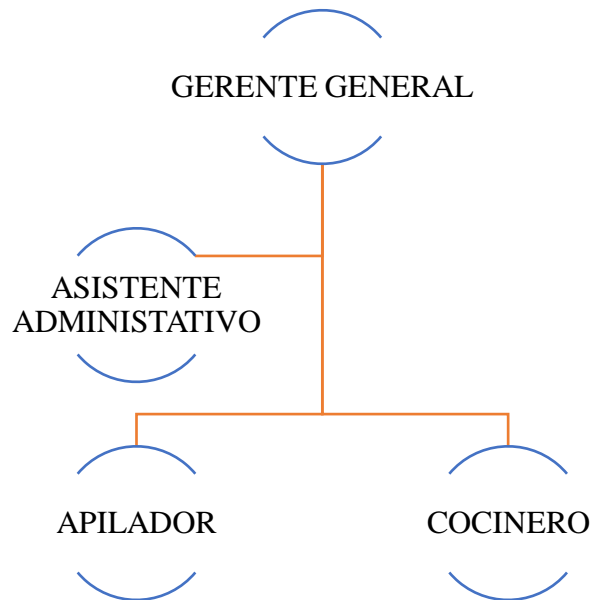 GERENTE GENERAL
ASISTENTE
ADMINISTATIVO
APILADOR
COCINERO